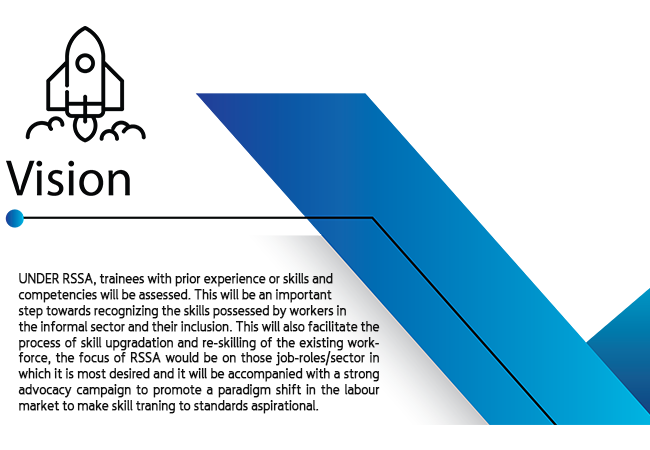 Vision
UNDER RSSA, trainees with prior experience or skills and
competencies will be assessed. This will be an important
step towards recognizing the skills possessed by workers in
the informal sector and their inclusion. This will also facilitate the
process of skill upgradation and re-skilling of the existing work-
force, the focus of RSSA would be on those job-roles/sector in
which it is most desired and it will be accompanied with a strong
advocacy campaign to promote a paradigm shift in the labour
market to make skill traning to standards aspirational.